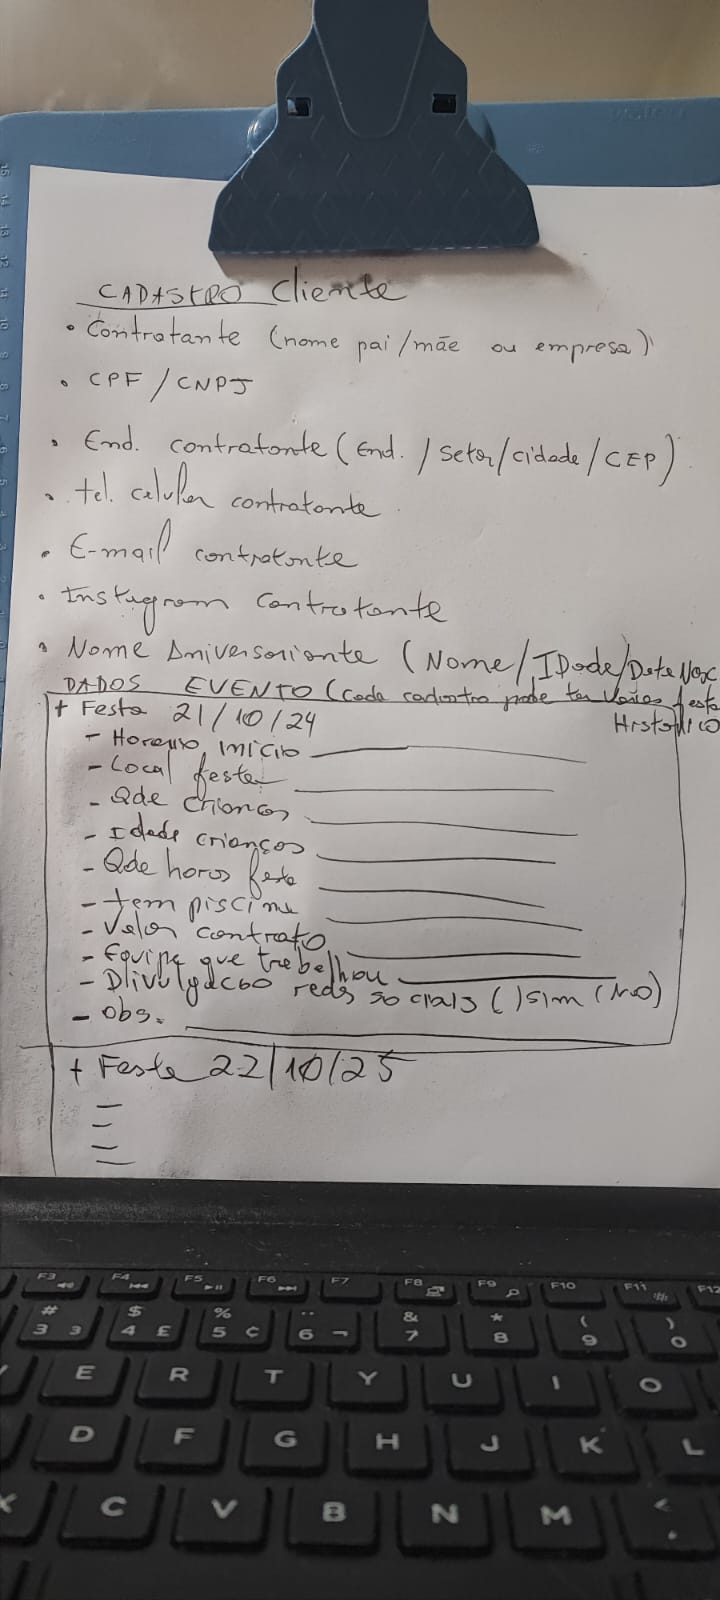 CADASTRO Cliente
• Contratante (nome pai/mãe ou empresa)
• CPF/CNPJ
• End. contratante (End. / Setor/cidade/CEP)
• tel. celular contratante
• E-mail contratante
• Instagram contratante
• Nome Aniversariante (Nome/IDade/Data Nasc
DADOS EVENTO (Cada cadastro pode ter Várias festa
Histórico
+ Festa 21/10/24
- Horario início
- Local festa
- Qde crianças
- Idade crianças
- Qde horas festa
- tem piscina
- Valor contrato
- Equipe que trabalhou
- Divulgação redes sociais ( )sim (NÃO)
- Obs.
+ Festa 22/10/25
F3 F4 F5 F6 F7 F8 F9 F10 F11 F12
# $ % ¨ & * ( )
3 3 4 £ 5 ¢ 6 ¬ 7 8 9 0
E R T Y U I O
D F G H J K L
X C V B N M < ,